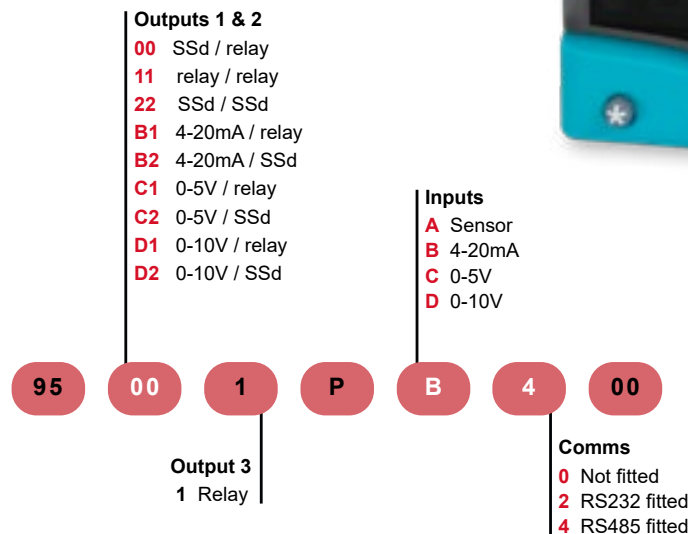 Outputs 1 & 2
00 SSd / relay
11 relay / relay
22 SSd / SSd
B1 4-20mA / relay
B2 4-20mA / SSd
C1 0-5V / relay
C2 0-5V / SSd
D1 0-10V / relay
D2 0-10V / SSd
Inputs
A Sensor
B 4-20mA
C 0-5V
D 0-10V
95 00 1 P B 4 00
Output 3
1 Relay
Comms
0 Not fitted
2 RS232 fitted
4 RS485 fitted